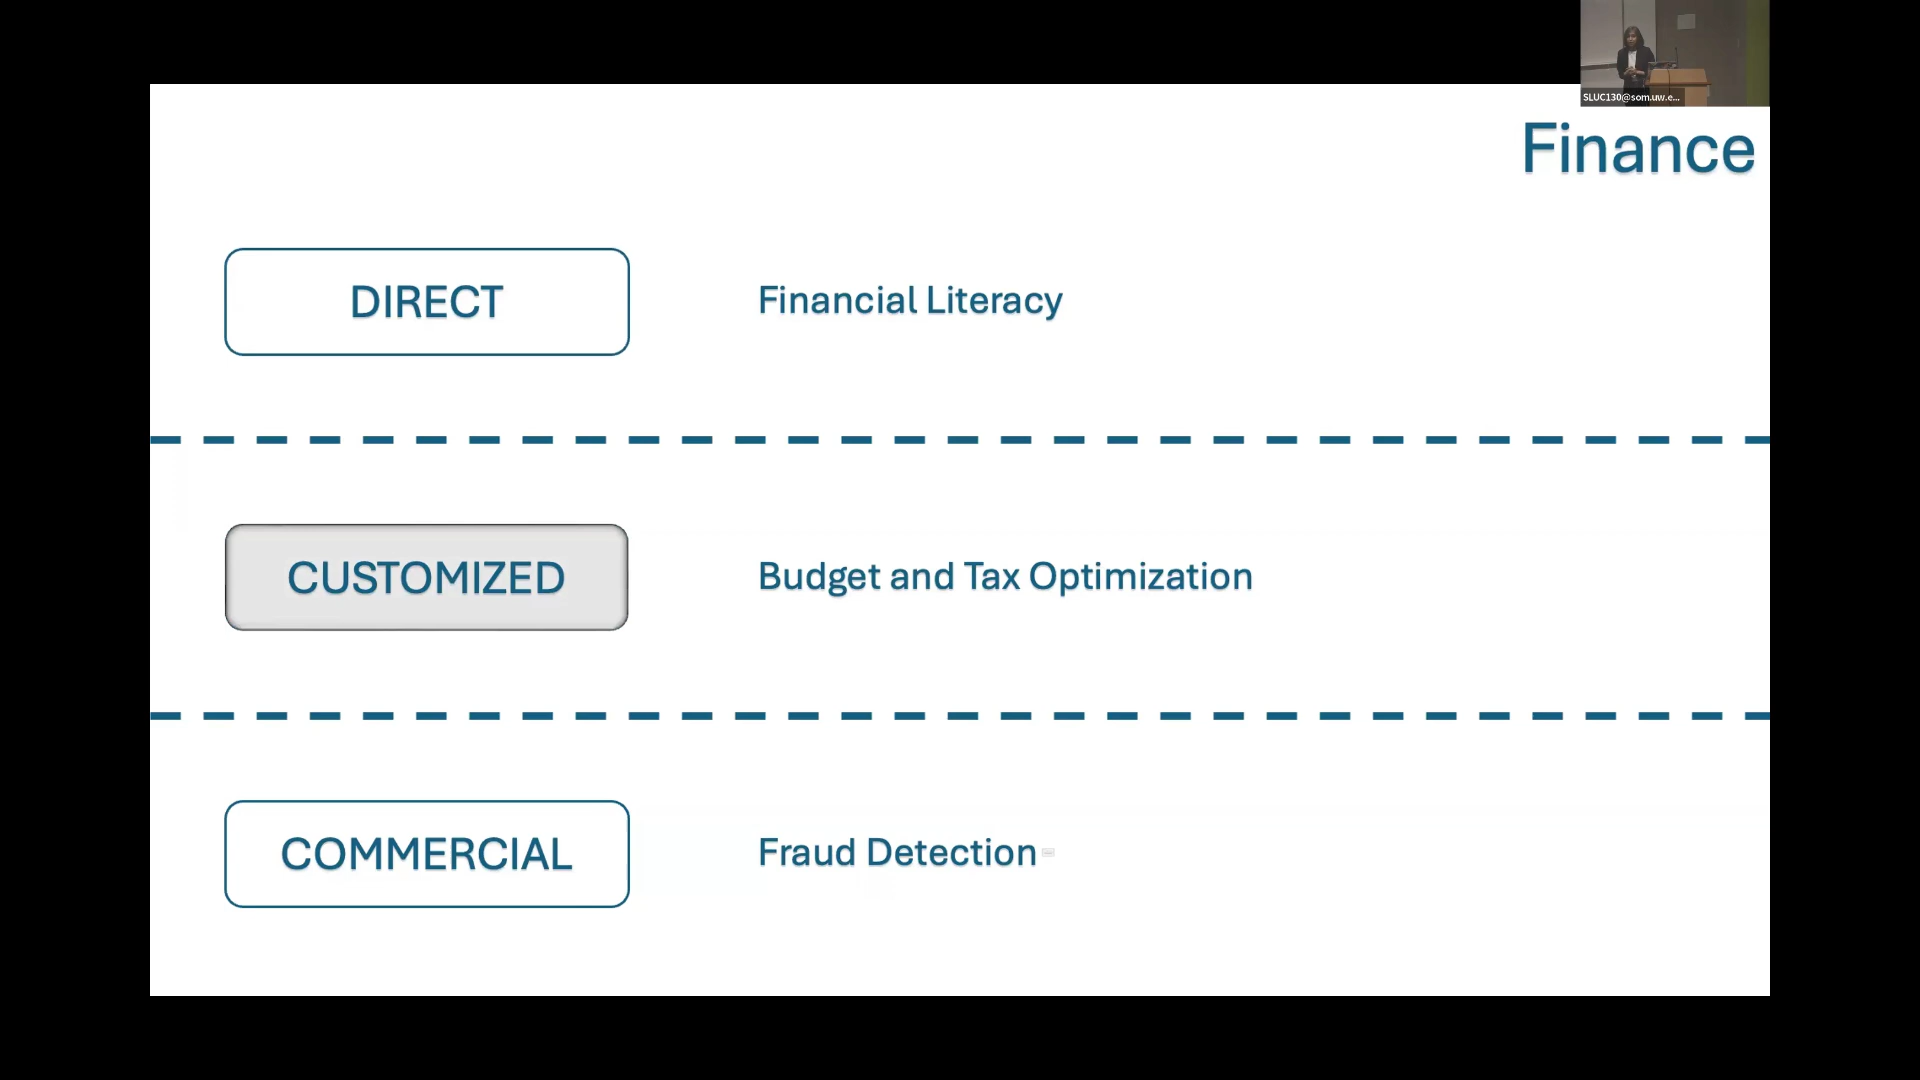 SLUC130@som.uw.e...
Finance
DIRECT
Financial Literacy
CUSTOMIZED
Budget and Tax Optimization
COMMERCIAL
Fraud Detection